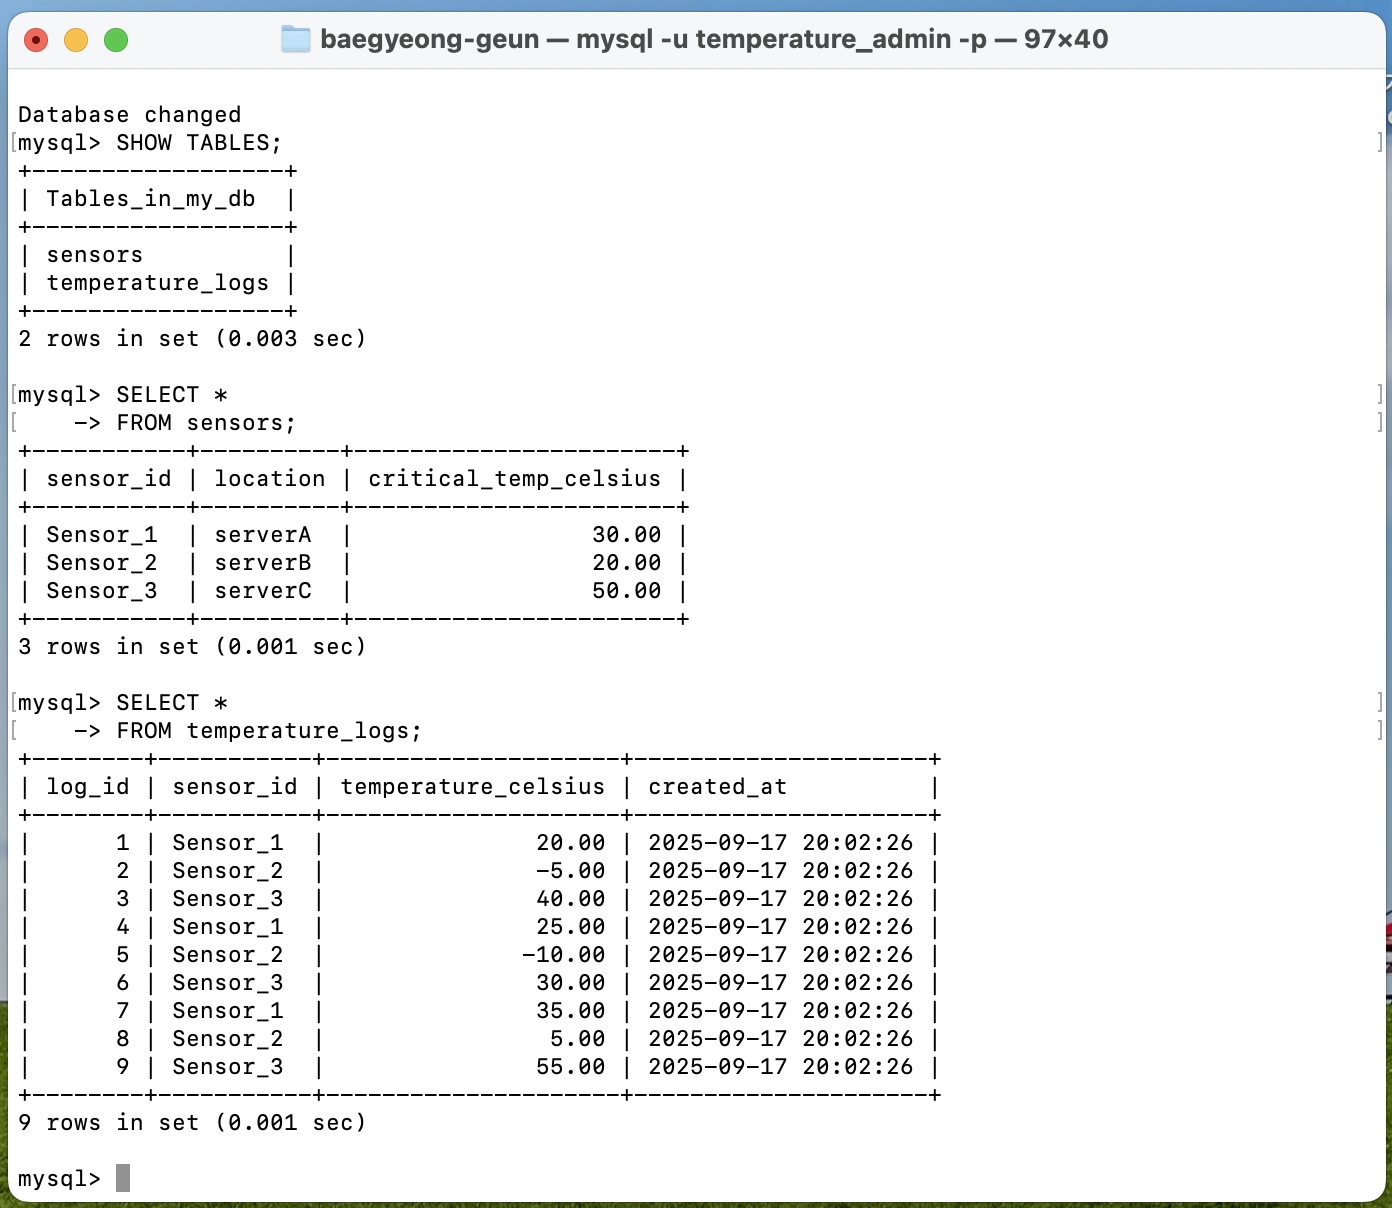 baegyeong-geun — mysql -u temperature_admin -p — 97×40
Database changed
[mysql> SHOW TABLES; ]
+------------------+
| Tables_in_my_db  |
+------------------+
| sensors          |
| temperature_logs |
+------------------+
2 rows in set (0.003 sec)
[mysql> SELECT * ]
[    -> FROM sensors; ]
+-----------+----------+-----------------------+
| sensor_id | location | critical_temp_celsius |
+-----------+----------+-----------------------+
| Sensor_1  | serverA  |                 30.00 |
| Sensor_2  | serverB  |                 20.00 |
| Sensor_3  | serverC  |                 50.00 |
+-----------+----------+-----------------------+
3 rows in set (0.001 sec)
[mysql> SELECT * ]
[    -> FROM temperature_logs; ]
+--------+-----------+---------------------+---------------------+
| log_id | sensor_id | temperature_celsius | created_at          |
+--------+-----------+---------------------+---------------------+
|      1 | Sensor_1  |               20.00 | 2025-09-17 20:02:26 |
|      2 | Sensor_2  |               -5.00 | 2025-09-17 20:02:26 |
|      3 | Sensor_3  |               40.00 | 2025-09-17 20:02:26 |
|      4 | Sensor_1  |               25.00 | 2025-09-17 20:02:26 |
|      5 | Sensor_2  |              -10.00 | 2025-09-17 20:02:26 |
|      6 | Sensor_3  |               30.00 | 2025-09-17 20:02:26 |
|      7 | Sensor_1  |               35.00 | 2025-09-17 20:02:26 |
|      8 | Sensor_2  |                5.00 | 2025-09-17 20:02:26 |
|      9 | Sensor_3  |               55.00 | 2025-09-17 20:02:26 |
+--------+-----------+---------------------+---------------------+
9 rows in set (0.001 sec)
mysql>